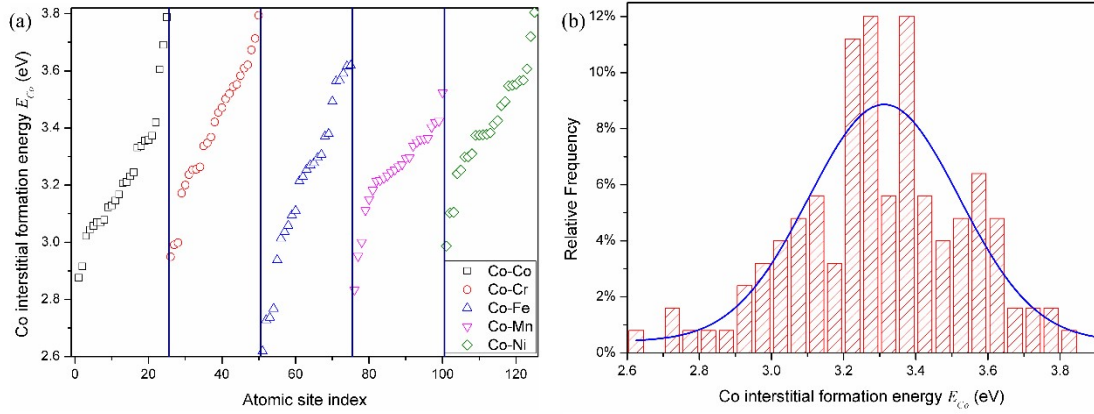 (a)
Co interstitial formation energy E_Co (eV)
3.8
3.6
3.4
3.2
3.0
2.8
2.6
0 20 40 60 80 100 120
Atomic site index
Co-Co
Co-Cr
Co-Fe
Co-Mn
Co-Ni
(b)
Relative Frequency
12%
10%
8%
6%
4%
2%
0%
2.6 2.8 3.0 3.2 3.4 3.6 3.8
Co interstitial formation energy E_Co (eV)